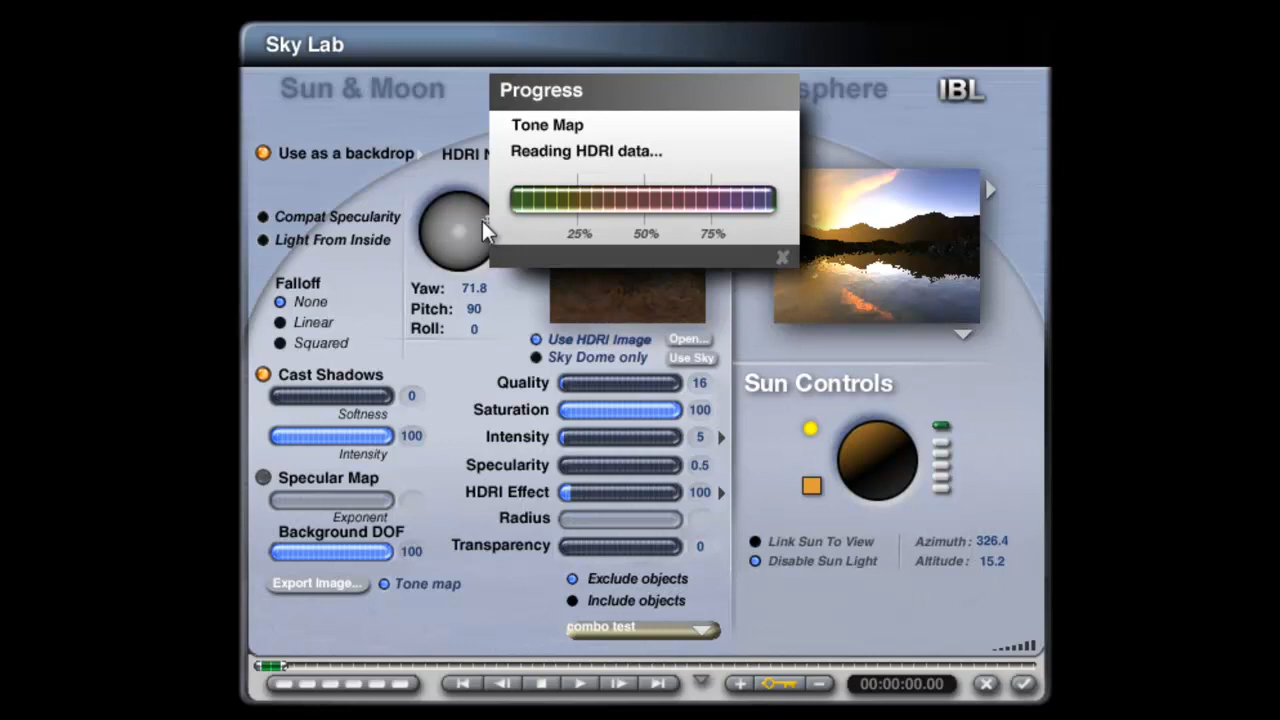 Sky Lab
Sun & Moon
sphere
IBL
Progress
Tone Map
Reading HDRI data...
25% 50% 75%
Use as a backdrop
HDRI
Compat Specularity
Light From Inside
Falloff
None
Linear
Squared
Yaw: 71.8
Pitch: 90
Roll: 0
Cast Shadows
0
Softness
100
Intensity
Specular Map
Exponent
Background DOF
100
Export Image...
Tone map
Use HDRI Image
Open...
Sky Dome only
Use Sky
Quality 16
Saturation 100
Intensity 5
Specularity 0.5
HDRI Effect 100
Radius
Transparency 0
Exclude objects
Include objects
combo test
Sun Controls
Link Sun To View
Disable Sun Light
Azimuth: 326.4
Altitude: 15.2
00:00:00.00